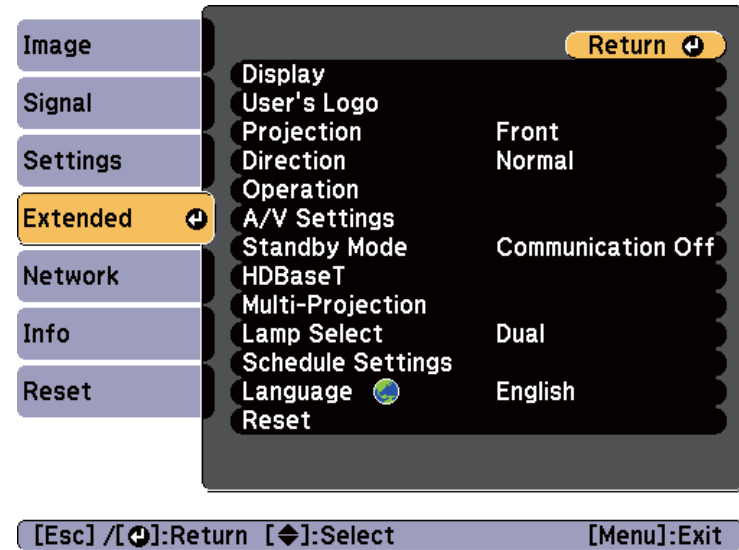 Image
Signal
Settings
Extended
Network
Info
Reset
Return
Display
User's Logo
Projection Front
Direction Normal
Operation
A/V Settings
Standby Mode Communication Off
HDBaseT
Multi-Projection
Lamp Select Dual
Schedule Settings
Language English
Reset
[Esc] /[ ]:Return [ ]:Select [Menu]:Exit